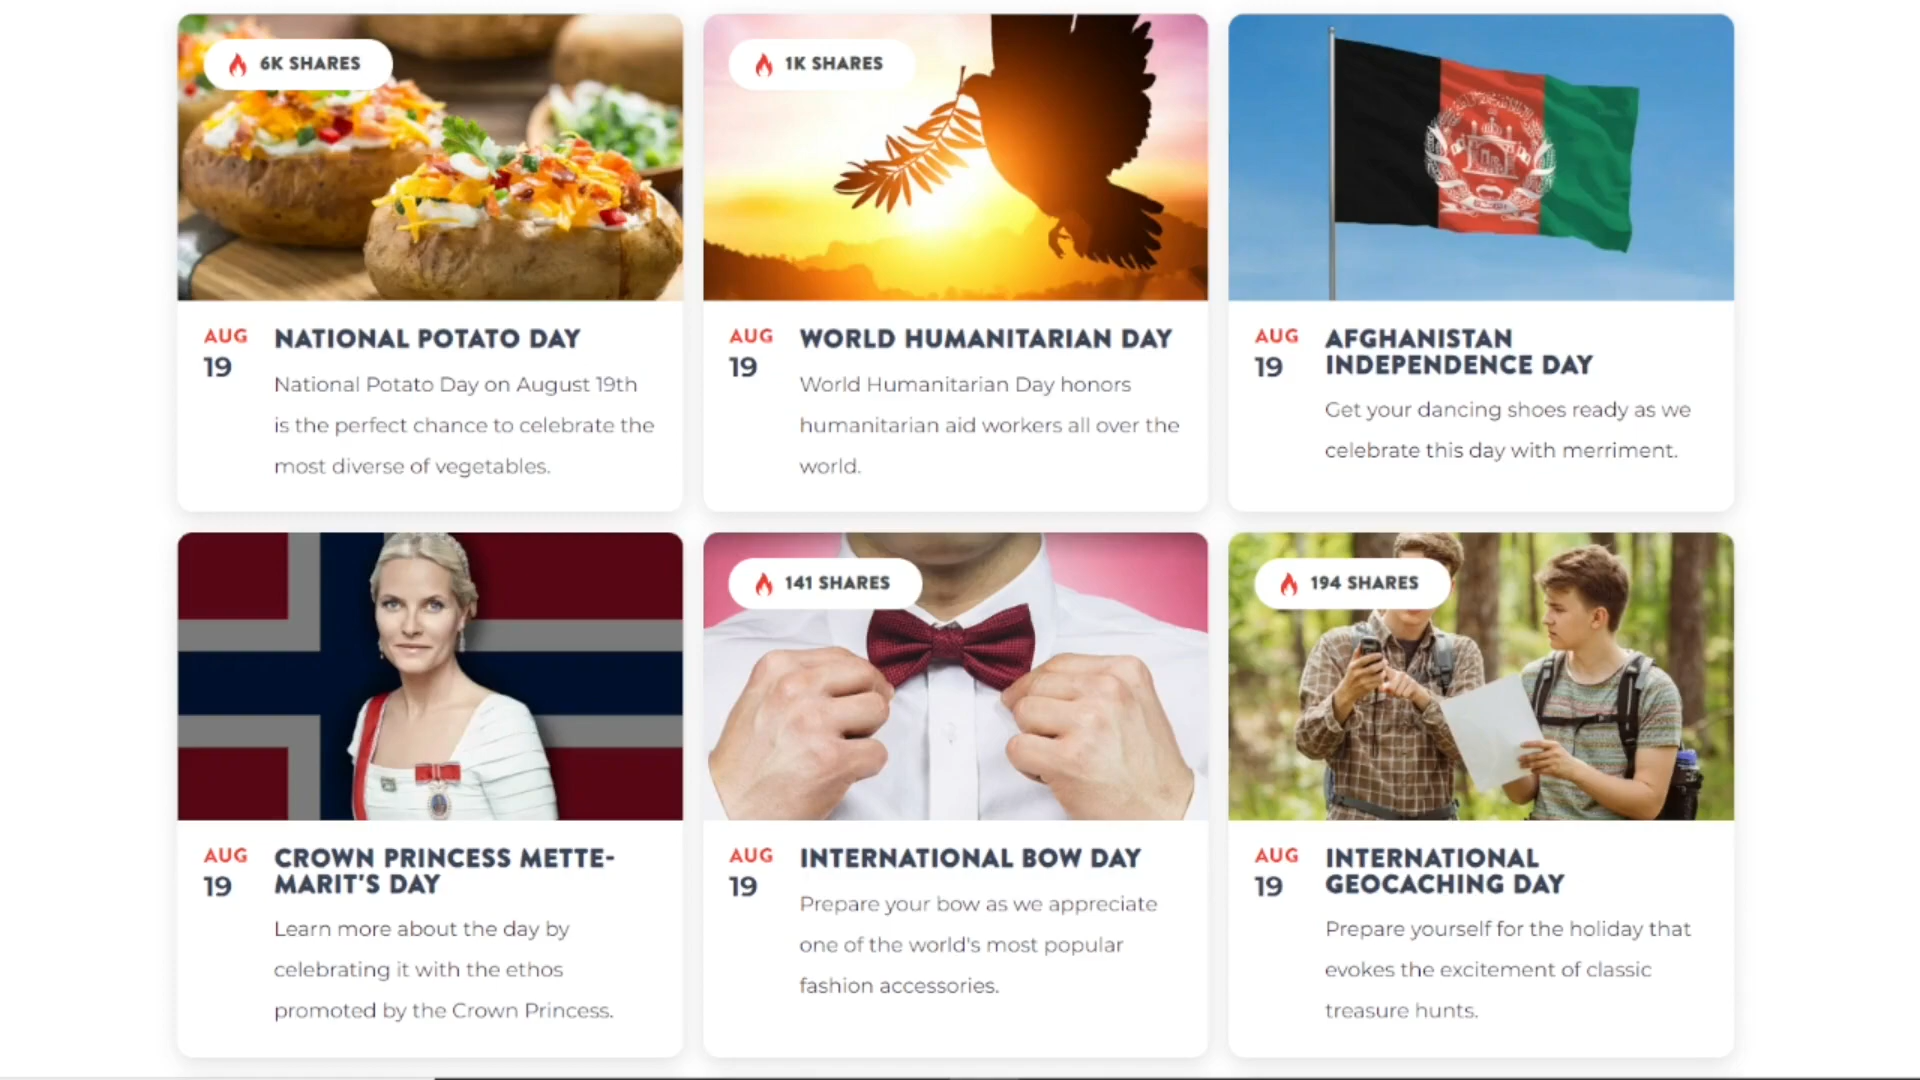 6K SHARES
AUG
19
NATIONAL POTATO DAY
National Potato Day on August 19th
is the perfect chance to celebrate the
most diverse of vegetables.
1K SHARES
AUG
19
WORLD HUMANITARIAN DAY
World Humanitarian Day honors
humanitarian aid workers all over the
world.
AUG
19
AFGHANISTAN
INDEPENDENCE DAY
Get your dancing shoes ready as we
celebrate this day with merriment.
AUG
19
CROWN PRINCESS METTE-
MARIT'S DAY
Learn more about the day by
celebrating it with the ethos
promoted by the Crown Princess.
141 SHARES
AUG
19
INTERNATIONAL BOW DAY
Prepare your bow as we appreciate
one of the world's most popular
fashion accessories.
194 SHARES
AUG
19
INTERNATIONAL
GEOCACHING DAY
Prepare yourself for the holiday that
evokes the excitement of classic
treasure hunts.